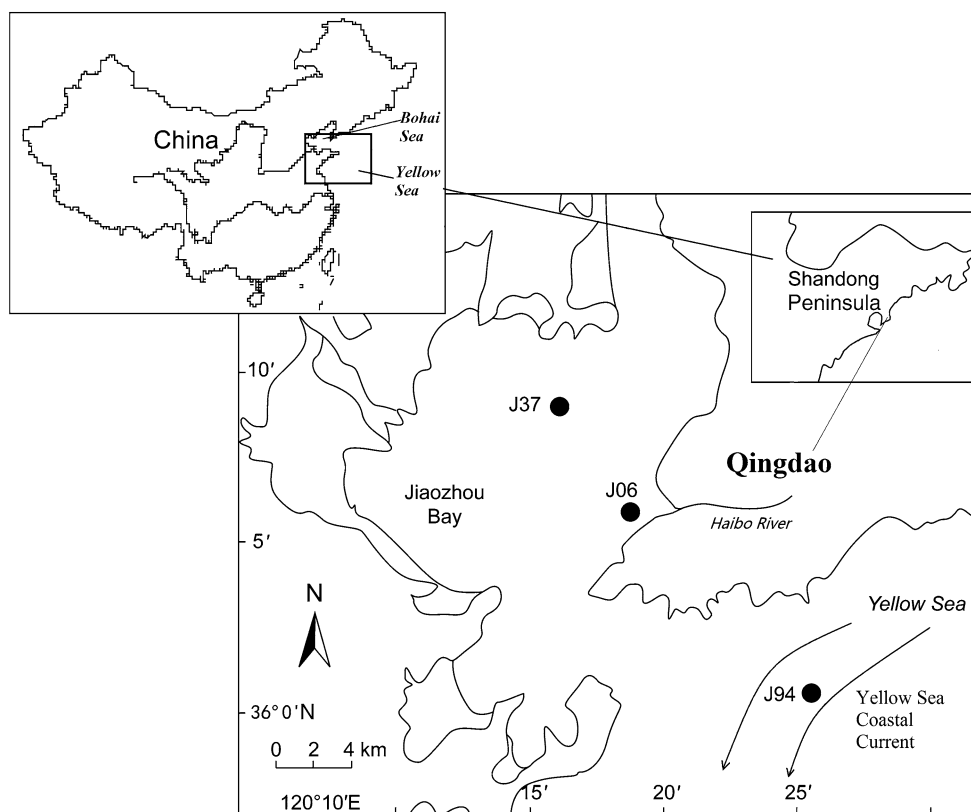 China
Bohai
Sea
Yellow
Sea
Shandong
Peninsula
10′
J37
Qingdao
J06
Jiaozhou
Bay
Haibo River
5′
N
Yellow Sea
J94
Yellow Sea
Coastal
Current
36°0′N
0 2 4 km
120°10′E
15′
20′
25′